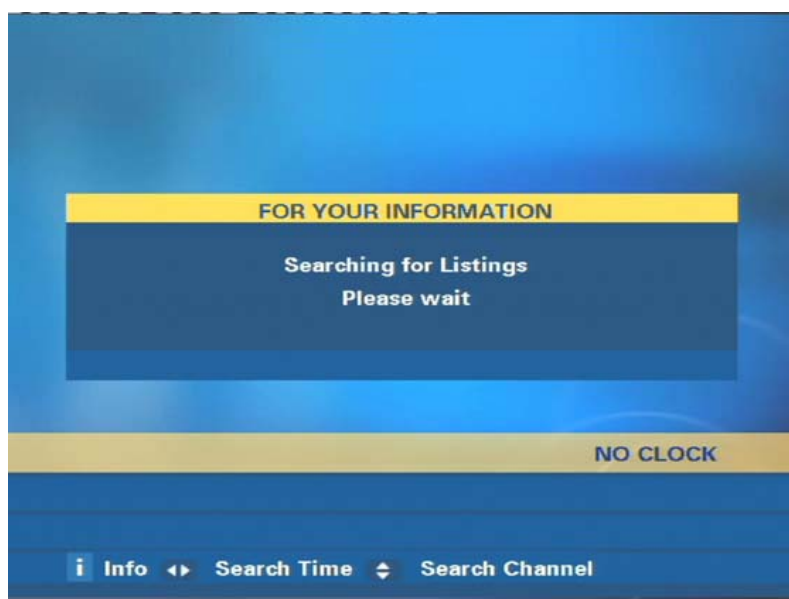 FOR YOUR INFORMATION
Searching for Listings
Please wait
NO CLOCK
i Info Search Time Search Channel